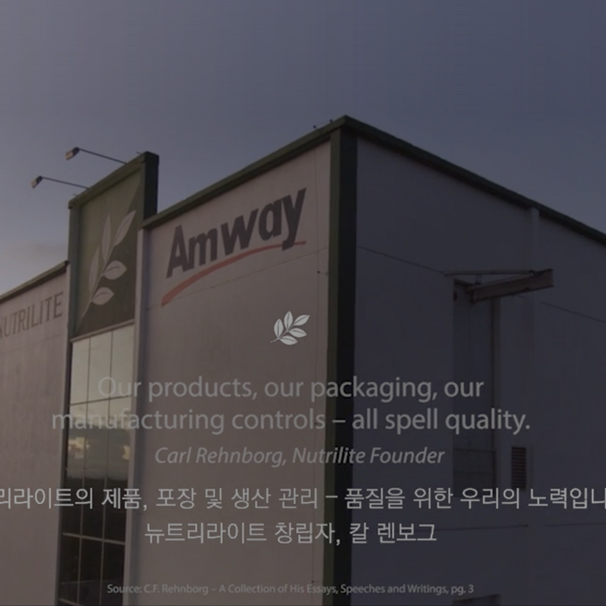 Amway
NUTRILITE
Our products, our packaging, our
manufacturing controls – all spell quality.
Carl Rehnborg, Nutrilite Founder
리라이트의 제품, 포장 및 생산 관리 – 품질을 위한 우리의 노력입니
뉴트리라이트 창립자, 칼 렌보그
Source: C.F. Rehnborg – A Collection of His Essays, Speeches and Writings, pg. 3